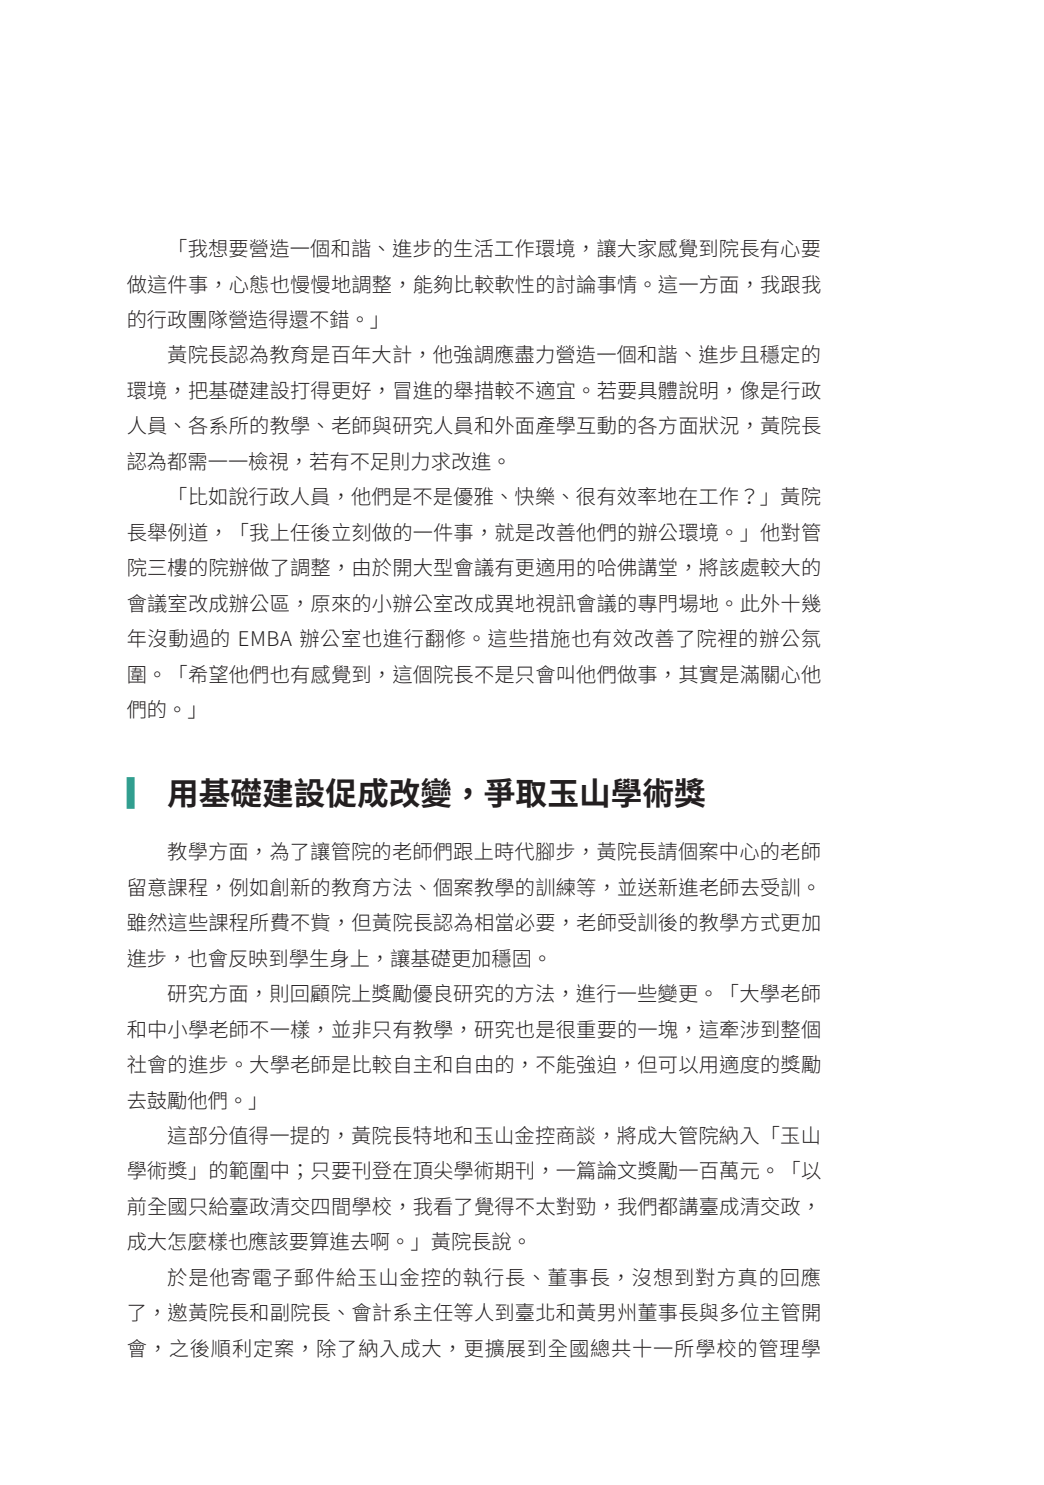 「我想要營造一個和諧、進步的生活工作環境，讓大家感覺到院長有心要
做這件事，心態也慢慢地調整，能夠比較軟性的討論事情。這一方面，我跟我
的行政團隊營造得還不錯。」
黃院長認為教育是百年大計，他強調應盡力營造一個和諧、進步且穩定的
環境，把基礎建設打得更好，冒進的舉措較不適宜。若要具體說明，像是行政
人員、各系所的教學、老師與研究人員和外面產學互動的各方面狀況，黃院長
認為都需一一檢視，若有不足則力求改進。
「比如說行政人員，他們是不是優雅、快樂、很有效率地在工作？」黃院
長舉例道，「我上任後立刻做的一件事，就是改善他們的辦公環境。」他對管
院三樓的院辦做了調整，由於開大型會議有更適用的哈佛講堂，將該處較大的
會議室改成辦公區，原來的小辦公室改成異地視訊會議的專門場地。此外十幾
年沒動過的 EMBA 辦公室也進行翻修。這些措施也有效改善了院裡的辦公氛
圍。「希望他們也有感覺到，這個院長不是只會叫他們做事，其實是滿關心他
們的。」
用基礎建設促成改變，爭取玉山學術獎
教學方面，為了讓管院的老師們跟上時代腳步，黃院長請個案中心的老師
留意課程，例如創新的教育方法、個案教學的訓練等，並送新進老師去受訓。
雖然這些課程所費不貲，但黃院長認為相當必要，老師受訓後的教學方式更加
進步，也會反映到學生身上，讓基礎更加穩固。
研究方面，則回顧院上獎勵優良研究的方法，進行一些變更。「大學老師
和中小學老師不一樣，並非只有教學，研究也是很重要的一塊，這牽涉到整個
社會的進步。大學老師是比較自主和自由的，不能強迫，但可以用適度的獎勵
去鼓勵他們。」
這部分值得一提的，黃院長特地和玉山金控商談，將成大管院納入「玉山
學術獎」的範圍中；只要刊登在頂尖學術期刊，一篇論文獎勵一百萬元。「以
前全國只給臺政清交四間學校，我看了覺得不太對勁，我們都講臺成清交政，
成大怎麼樣也應該要算進去啊。」黃院長說。
於是他寄電子郵件給玉山金控的執行長、董事長，沒想到對方真的回應
了，邀黃院長和副院長、會計系主任等人到臺北和黃男州董事長與多位主管開
會，之後順利定案，除了納入成大，更擴展到全國總共十一所學校的管理學